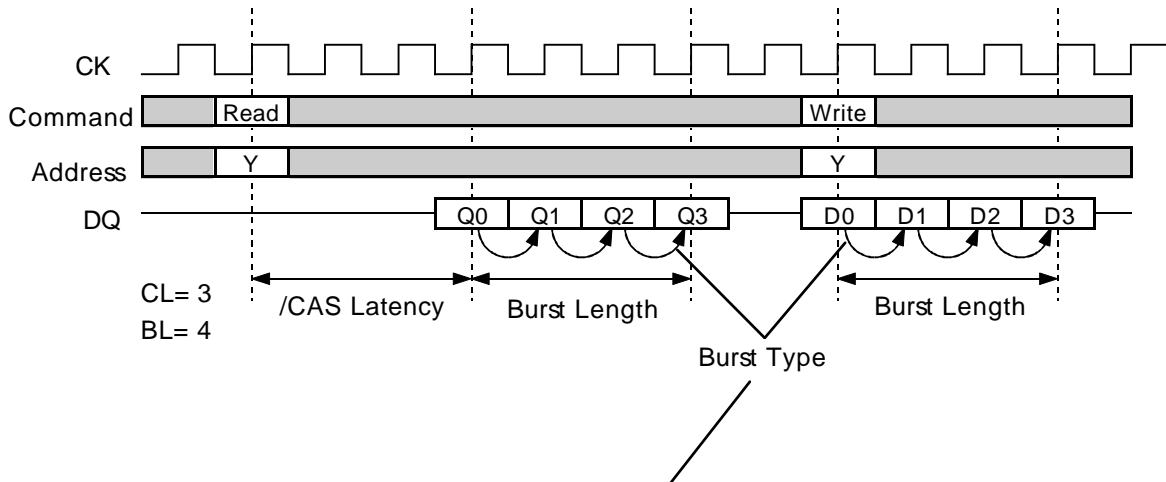 CK
Command Read Write
Address Y Y
DQ Q0 Q1 Q2 Q3 D0 D1 D2 D3
CL= 3 /CAS Latency Burst Length Burst Length
BL= 4
Burst Type